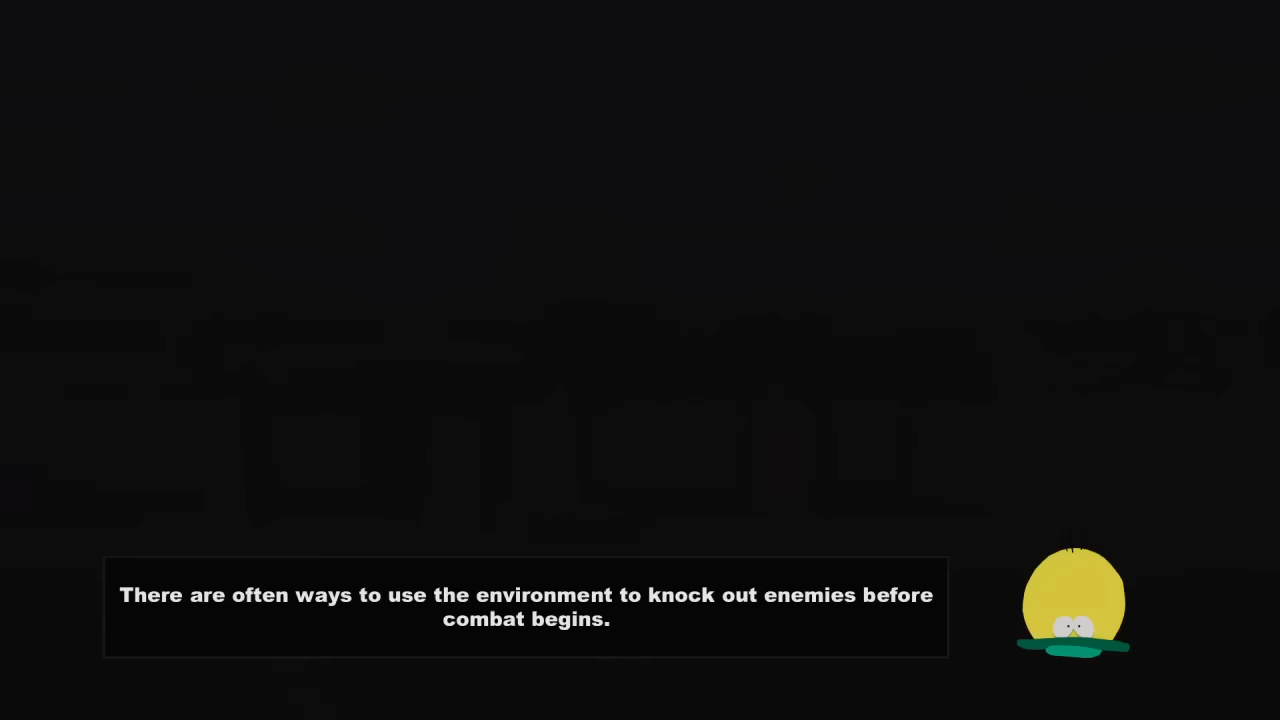 There are often ways to use the environment to knock out enemies before
combat begins.